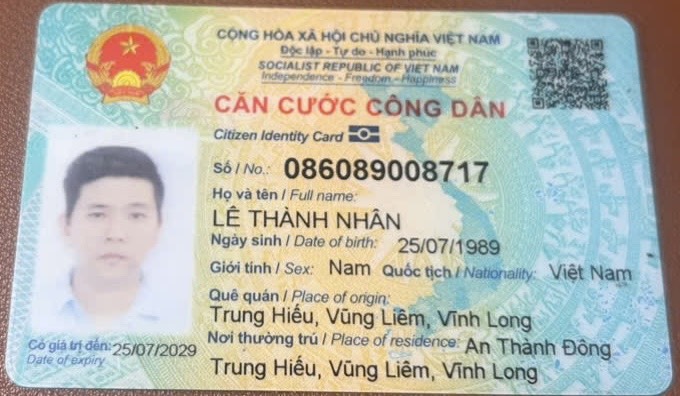 CỘNG HÒA XÃ HỘI CHỦ NGHĨA VIỆT NAM
Độc lập - Tự do - Hạnh phúc
SOCIALIST REPUBLIC OF VIET NAM
Independence - Freedom - Happiness
CĂN CƯỚC CÔNG DÂN
Citizen Identity Card
Số / No.: 086089008717
Họ và tên / Full name:
LÊ THÀNH NHÂN
Ngày sinh / Date of birth: 25/07/1989
Giới tính / Sex: Nam Quốc tịch / Nationality: Việt Nam
Quê quán / Place of origin:
Trung Hiếu, Vũng Liêm, Vĩnh Long
Nơi thường trú / Place of residence: An Thành Đông
Trung Hiếu, Vũng Liêm, Vĩnh Long
Có giá trị đến: 25/07/2029
Date of expiry